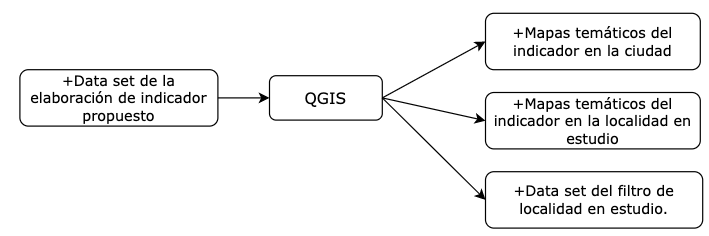 +Data set de la
elaboración de indicador
propuesto
QGIS
+Mapas temáticos del
indicador en la ciudad
+Mapas temáticos del
indicador en la localidad en
estudio
+Data set del filtro de
localidad en estudio.